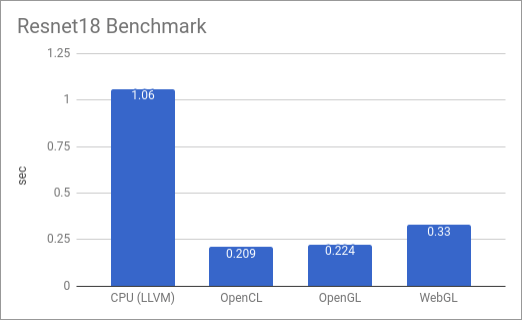 Resnet18 Benchmark
sec
1.25
1
0.75
0.5
0.25
0
1.06
0.209
0.224
0.33
CPU (LLVM)
OpenCL
OpenGL
WebGL